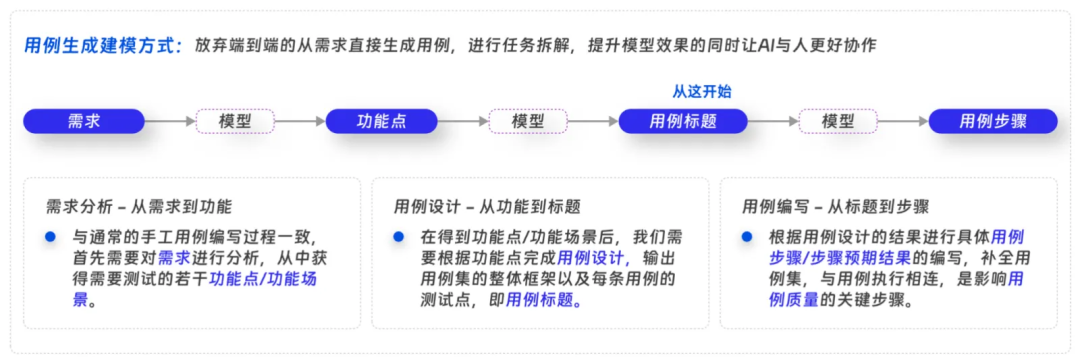 用例生成建模方式：放弃端到端的从需求直接生成用例，进行任务拆解，提升模型效果的同时让AI与人更好协作
从这开始
需求
模型
功能点
模型
用例标题
模型
用例步骤
需求分析 – 从需求到功能
与通常的手工用例编写过程一致，
首先需要对需求进行分析，从中获
得需要测试的若干功能点/功能场
景。
用例设计 – 从功能到标题
在得到功能点/功能场景后，我们需
要根据功能点完成用例设计，输出
用例集的整体框架以及每条用例的
测试点，即用例标题。
用例编写 – 从标题到步骤
根据用例设计的结果进行具体用例
步骤/步骤预期结果的编写，补全用
例集，与用例执行相连，是影响用
例质量的关键步骤。